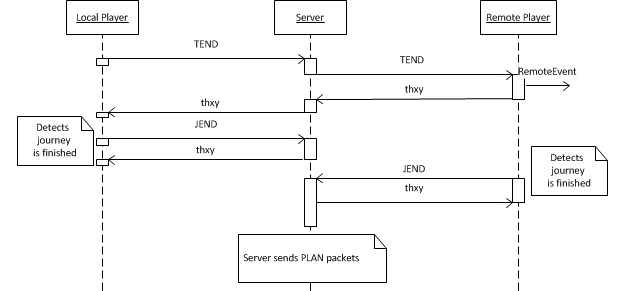 Local Player
Server
Remote Player
TEND
TEND
RemoteEvent
thxy
thxy
JEND
Detects
journey
is finished
thxy
Detects
journey
is finished
JEND
thxy
Server sends PLAN packets